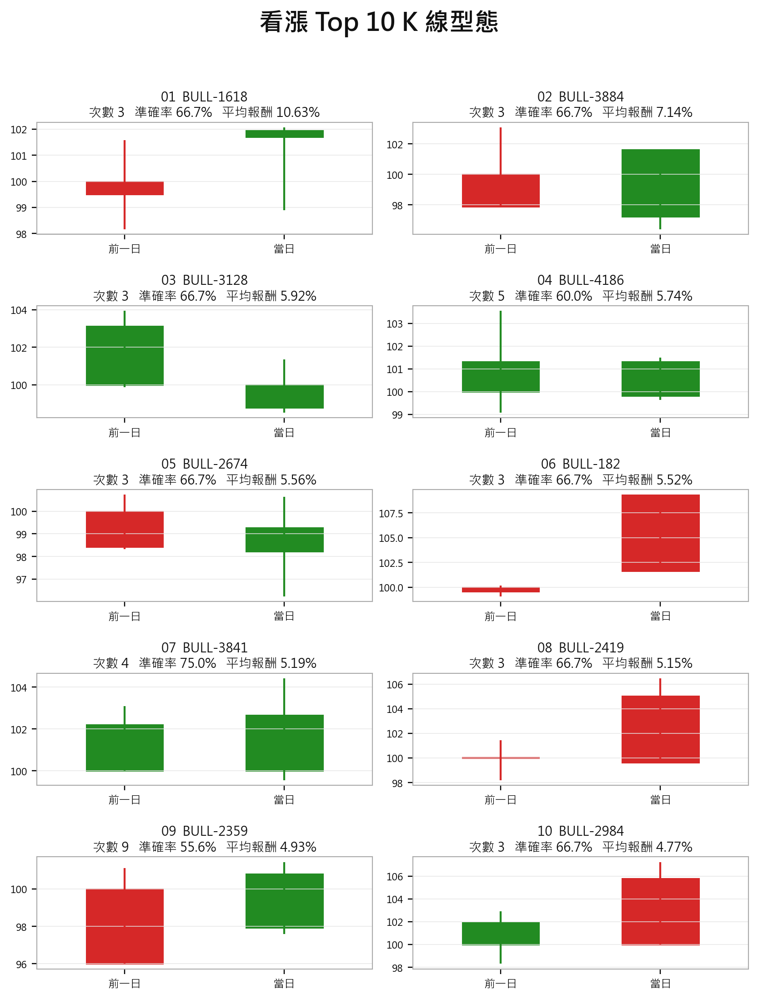 看漲 Top 10 K 線型態
01 BULL-1618
次數 3 準確率 66.7% 平均報酬 10.63%
102
101
100
99
98
前一日 當日
02 BULL-3884
次數 3 準確率 66.7% 平均報酬 7.14%
102
100
98
前一日 當日
03 BULL-3128
次數 3 準確率 66.7% 平均報酬 5.92%
104
102
100
前一日 當日
04 BULL-4186
次數 5 準確率 60.0% 平均報酬 5.74%
103
102
101
100
99
前一日 當日
05 BULL-2674
次數 3 準確率 66.7% 平均報酬 5.56%
100
99
98
97
前一日 當日
06 BULL-182
次數 3 準確率 66.7% 平均報酬 5.52%
107.5
105.0
102.5
100.0
前一日 當日
07 BULL-3841
次數 4 準確率 75.0% 平均報酬 5.19%
104
102
100
前一日 當日
08 BULL-2419
次數 3 準確率 66.7% 平均報酬 5.15%
106
104
102
100
98
前一日 當日
09 BULL-2359
次數 9 準確率 55.6% 平均報酬 4.93%
100
98
96
前一日 當日
10 BULL-2984
次數 3 準確率 66.7% 平均報酬 4.77%
106
104
102
100
98
前一日 當日